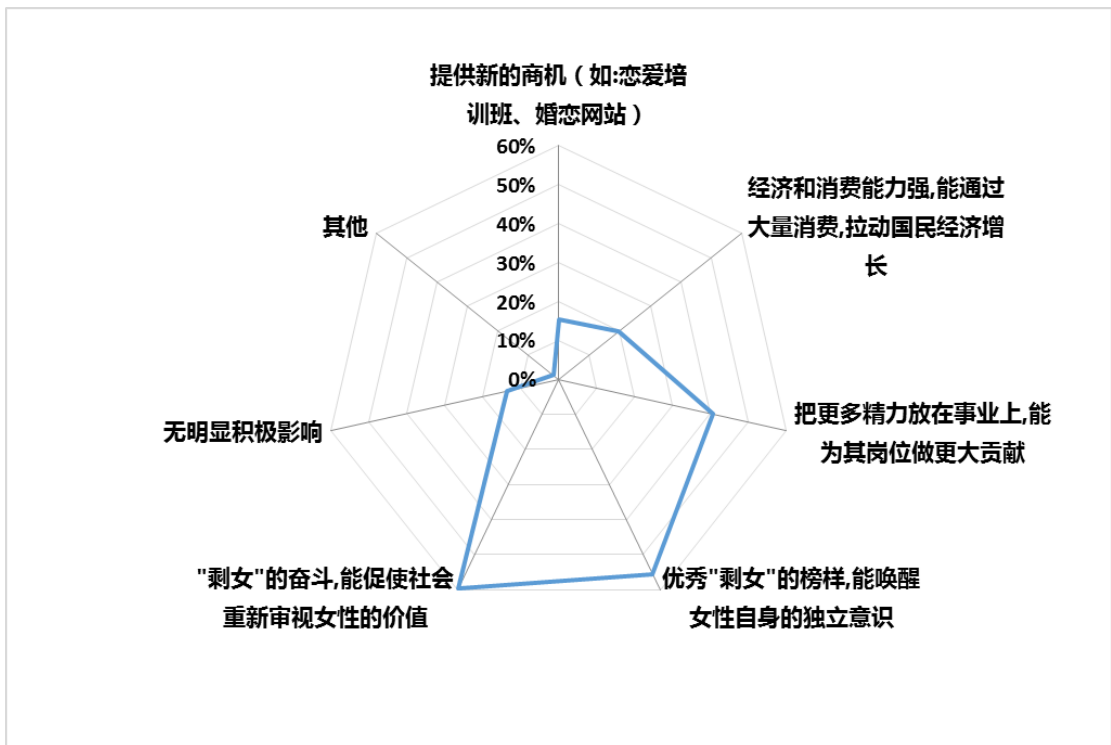 提供新的商机（如:恋爱培
训班、婚恋网站）
60%
50%
40%
30%
20%
10%
0%
经济和消费能力强,能通过
大量消费,拉动国民经济增
长
把更多精力放在事业上,能
为其岗位做更大贡献
优秀"剩女"的榜样,能唤醒
女性自身的独立意识
"剩女"的奋斗,能促使社会
重新审视女性的价值
无明显积极影响
其他